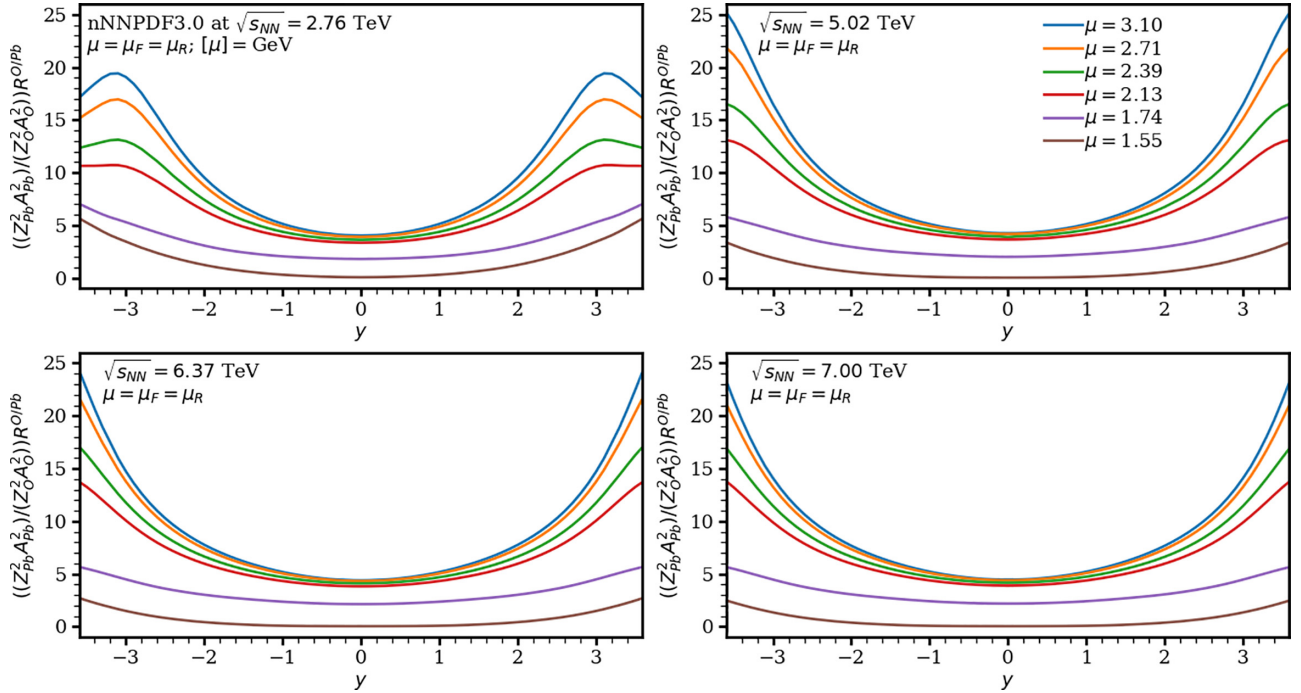 nNNPDF3.0 at √s_NN = 2.76 TeV
μ = μ_F = μ_R; [μ] = GeV
25
20
15
10
5
0
((Z²_Pb A²_Pb)/(Z²_O A²_O))R^O/Pb
−3 −2 −1 0 1 2 3
y
√s_NN = 5.02 TeV
μ = μ_F = μ_R
μ = 3.10
μ = 2.71
μ = 2.39
μ = 2.13
μ = 1.74
μ = 1.55
25
20
15
10
5
0
((Z²_Pb A²_Pb)/(Z²_O A²_O))R^O/Pb
−3 −2 −1 0 1 2 3
y
√s_NN = 6.37 TeV
μ = μ_F = μ_R
25
20
15
10
5
0
((Z²_Pb A²_Pb)/(Z²_O A²_O))R^O/Pb
−3 −2 −1 0 1 2 3
y
√s_NN = 7.00 TeV
μ = μ_F = μ_R
25
20
15
10
5
0
((Z²_Pb A²_Pb)/(Z²_O A²_O))R^O/Pb
−3 −2 −1 0 1 2 3
y